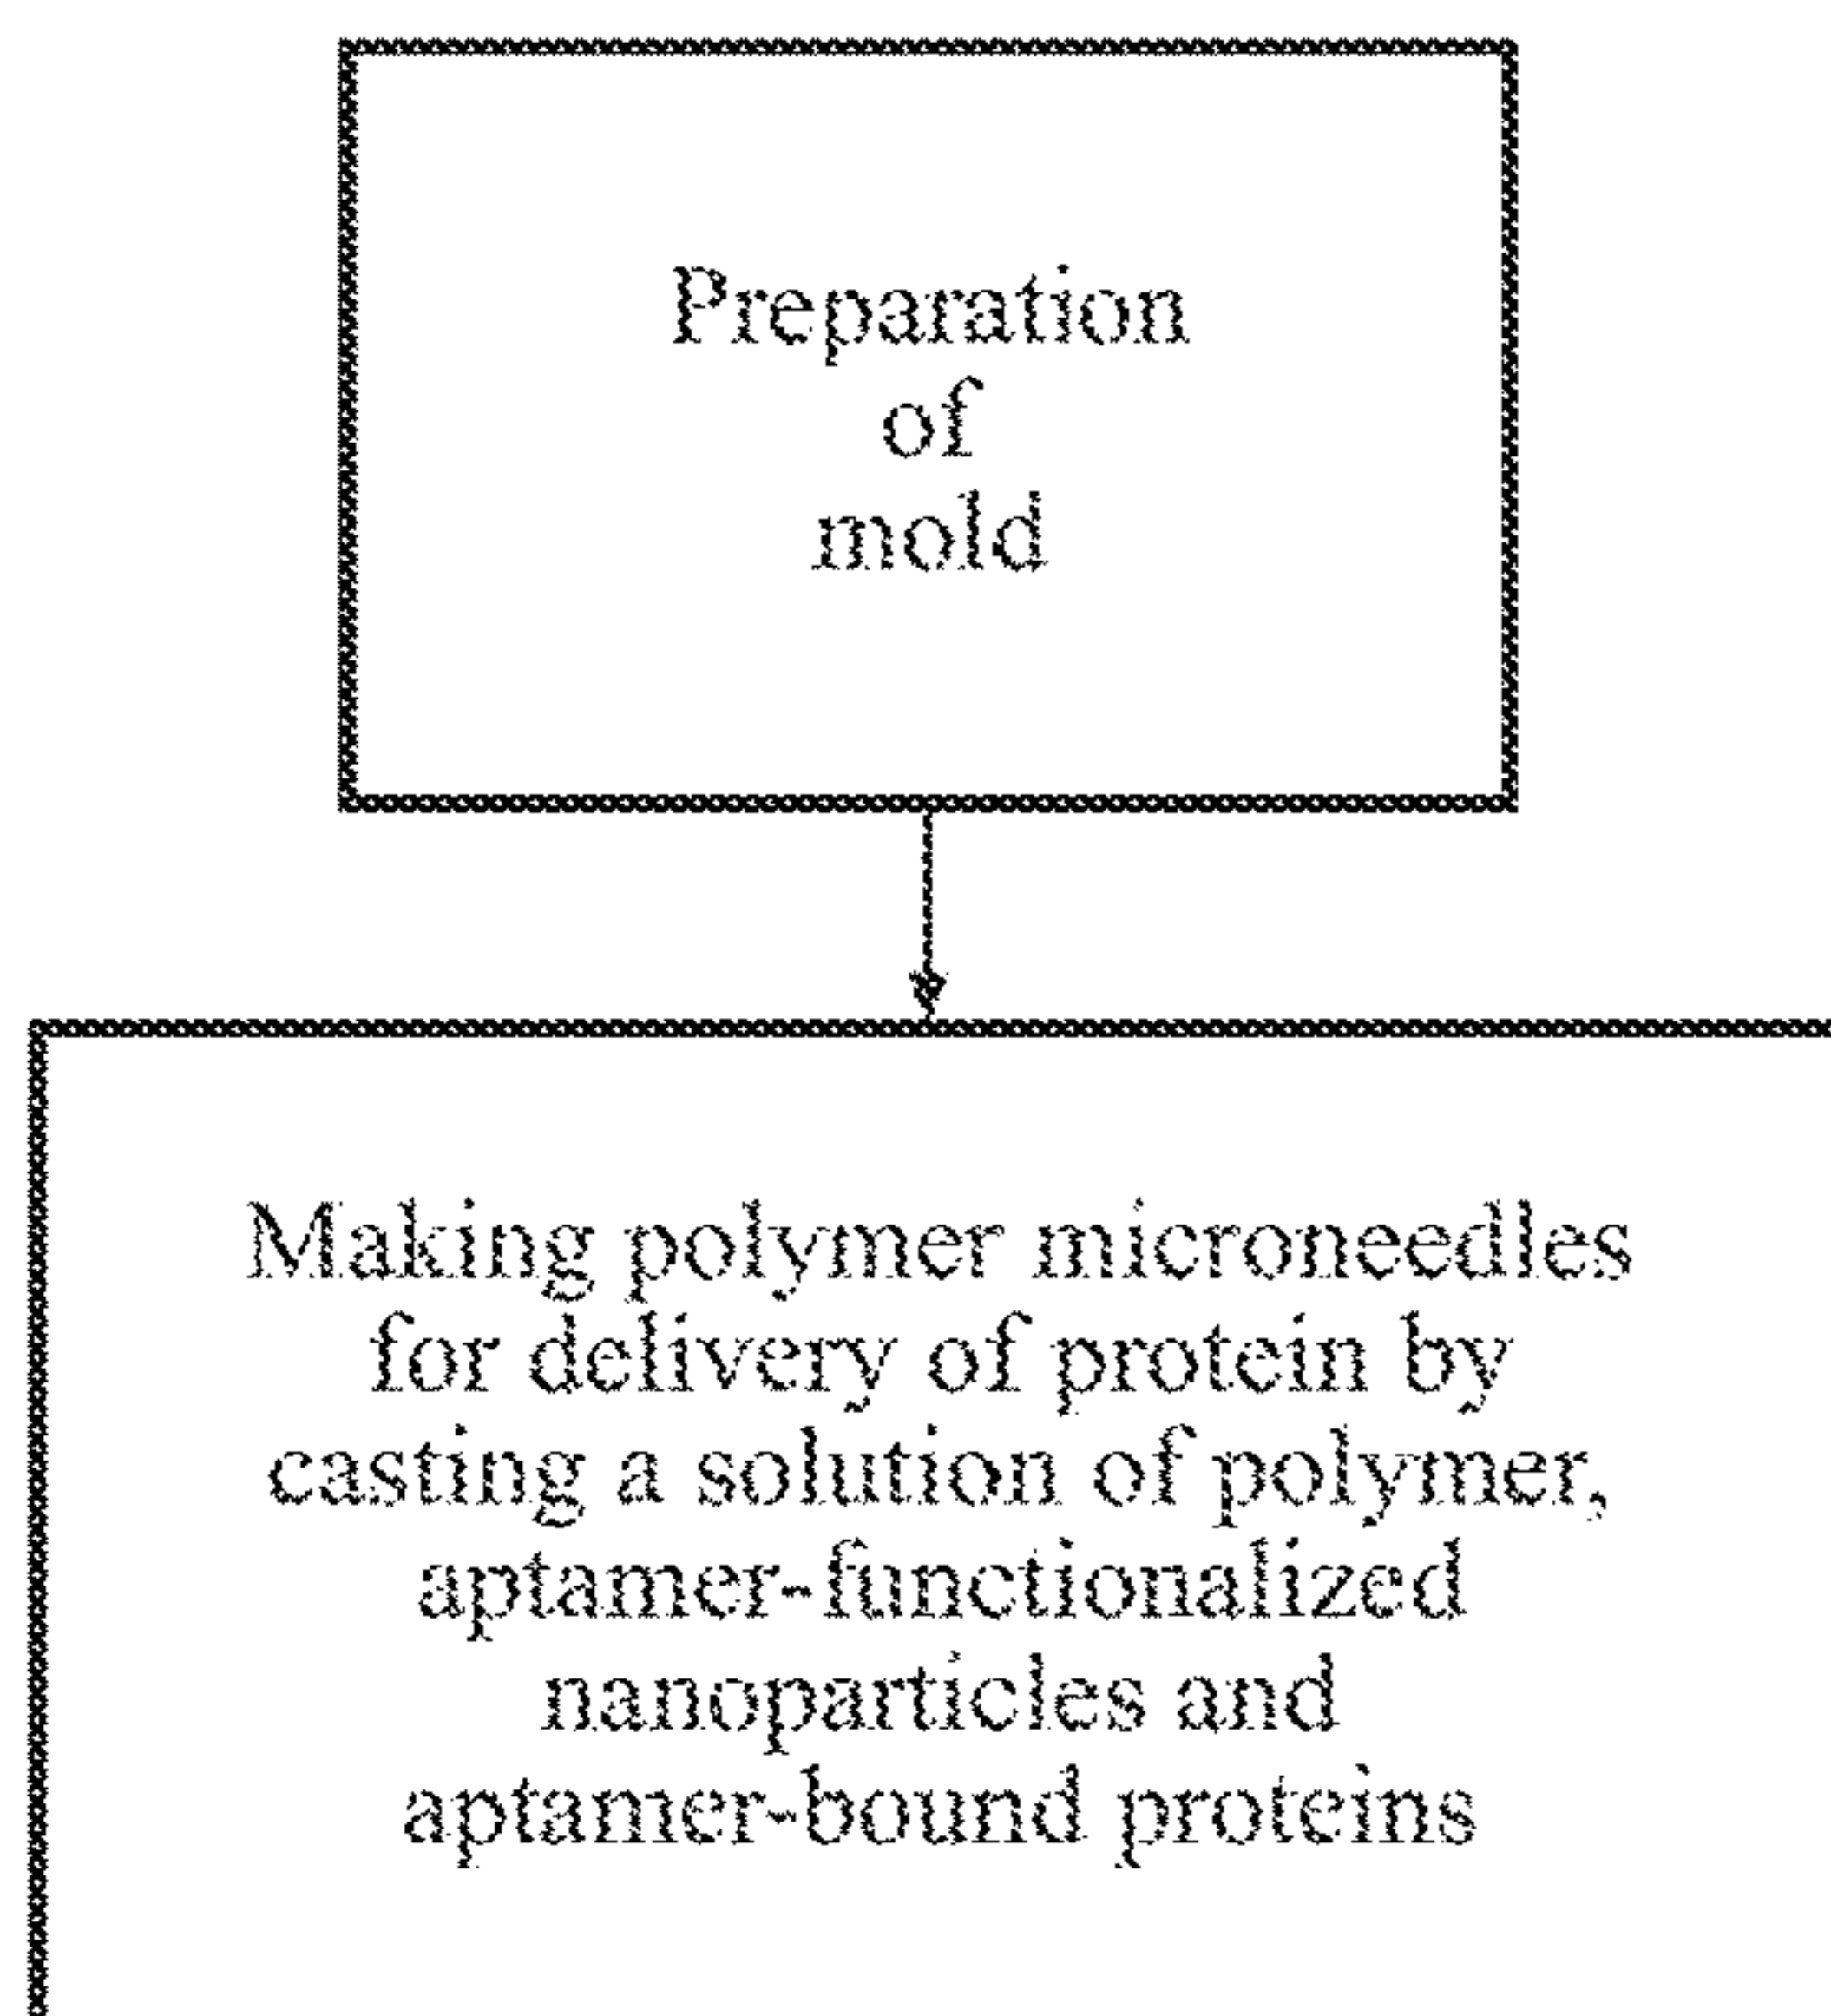 Preparation
of
mold
Making polymer microneedles
for delivery of protein by
casting a solution of polymer,
aptamer-functionalized
nanoparticles and
aptamer-bound proteins